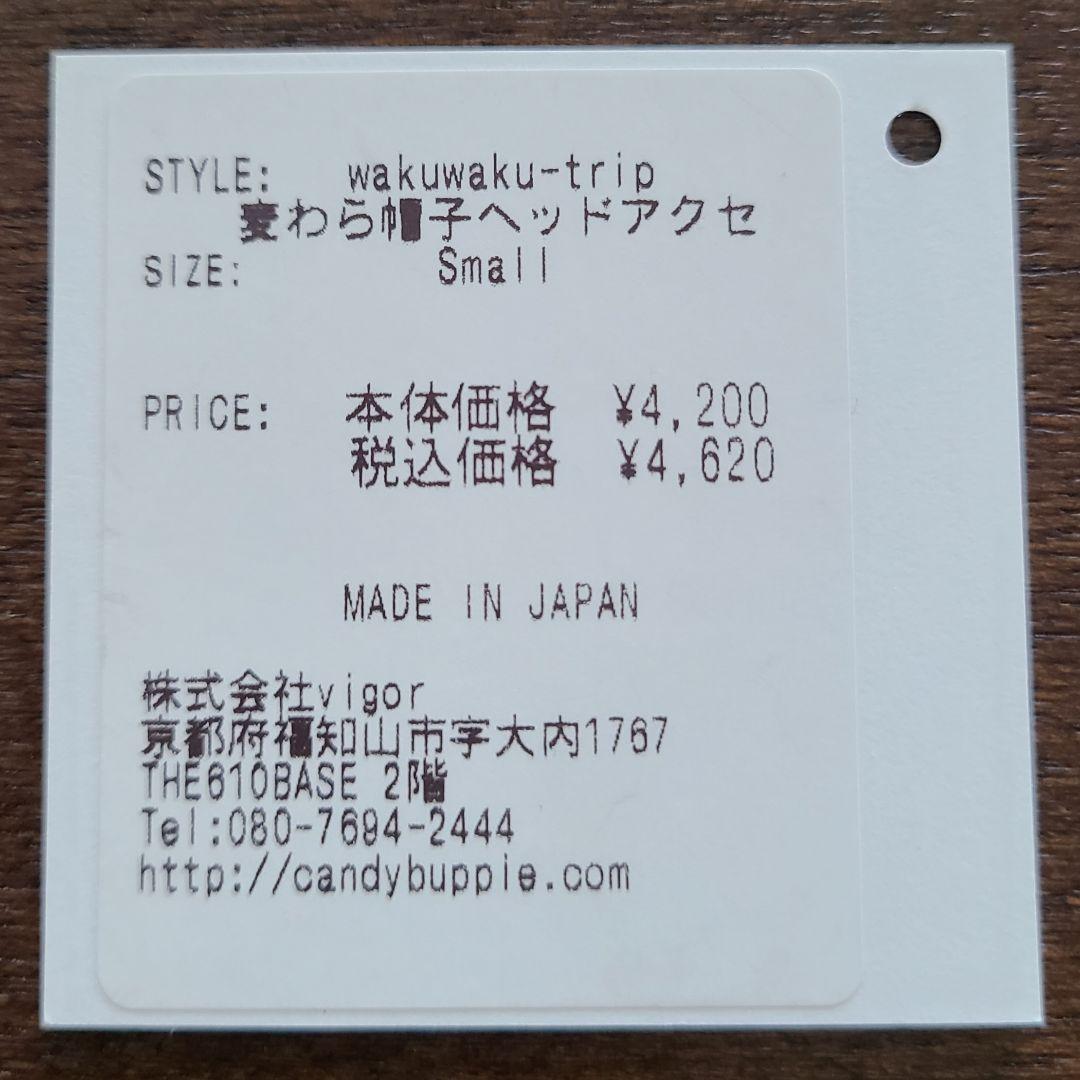 STYLE: wakuwaku-trip
麦わら帽子ヘッドアクセ
SIZE: Small
PRICE: 本体価格 ¥4,200
税込価格 ¥4,620
MADE IN JAPAN
株式会社vigor
京都府福知山市字大内1767
THE610BASE 2階
Tel:080-7694-2444
http://candybuppie.com